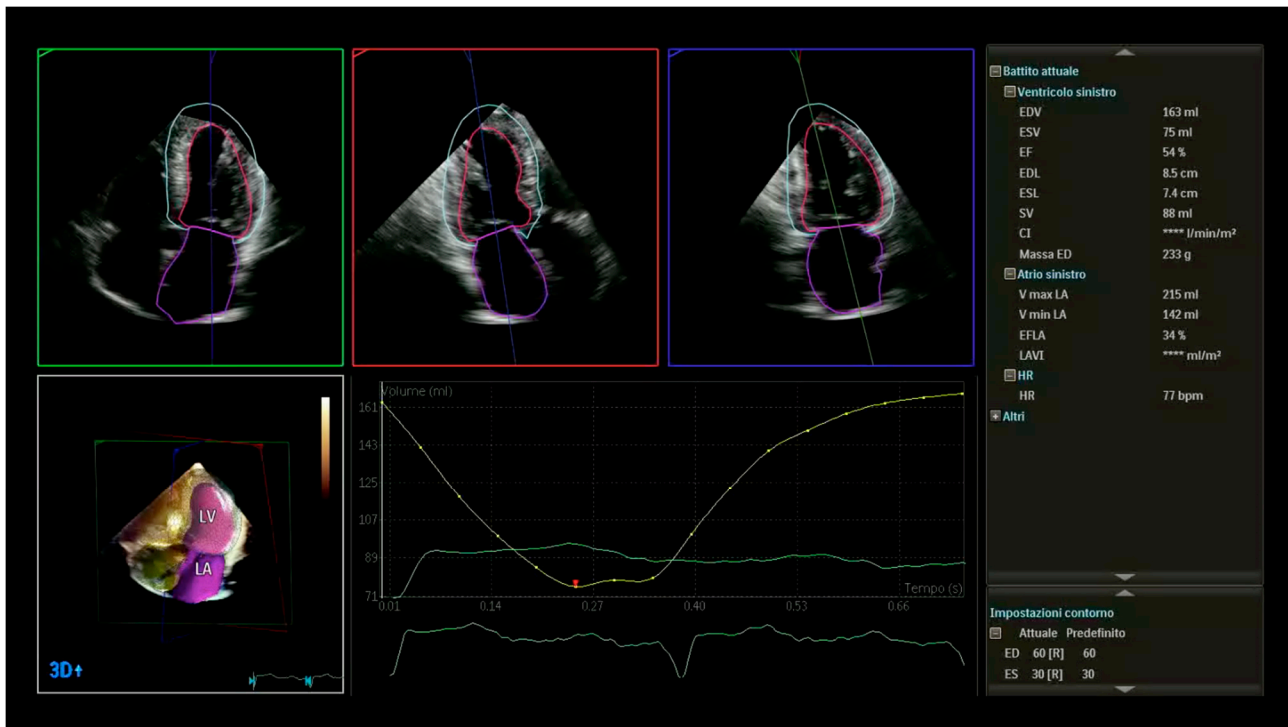 Battito attuale
Ventricolo sinistro
EDV 163 ml
ESV 75 ml
EF 54 %
EDL 8.5 cm
ESL 7.4 cm
SV 88 ml
CI **** l/min/m²
Massa ED 233 g
Atrio sinistro
V max LA 215 ml
V min LA 142 ml
EFLA 34 %
LAVI **** ml/m²
HR
HR 77 bpm
Altri
LV
LA
3D
Volume (ml)
161
143
125
107
89
71
Tempo (s)
0.01 0.14 0.27 0.40 0.53 0.66
Impostazioni contorno
Attuale Predefinito
ED 60 [R] 60
ES 30 [R] 30